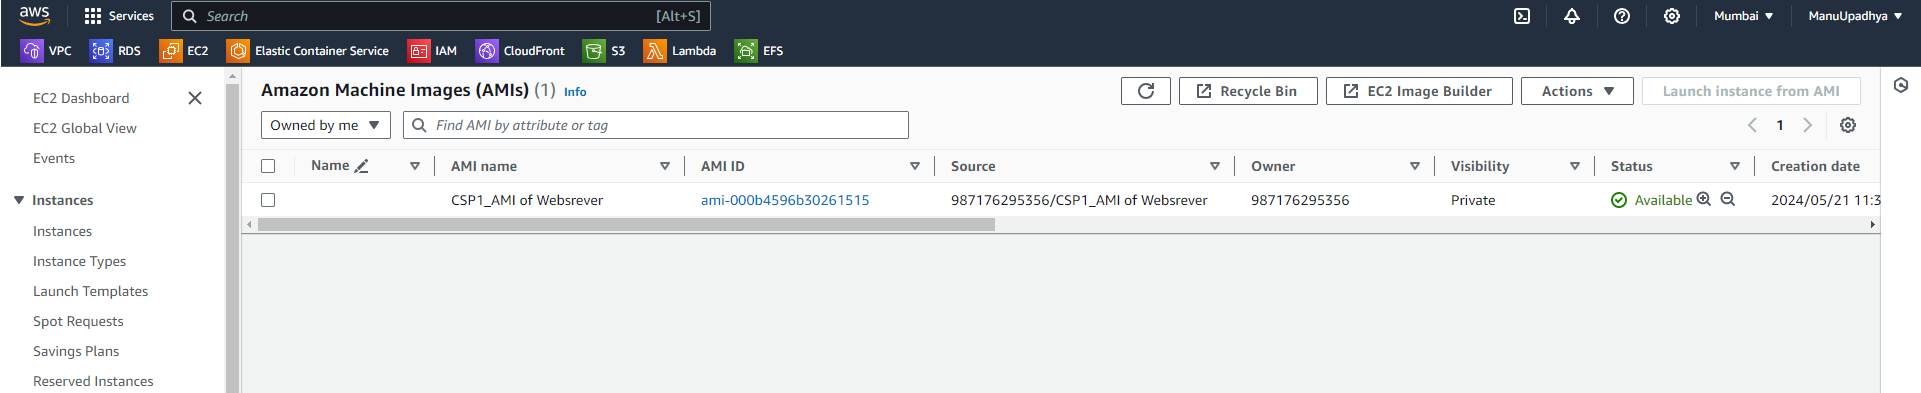 aws Services Search [Alt+S] Mumbai ManuUpadhya
VPC RDS EC2 Elastic Container Service IAM CloudFront S3 Lambda EFS
EC2 Dashboard
EC2 Global View
Events
Instances
Instances
Instance Types
Launch Templates
Spot Requests
Savings Plans
Reserved Instances
Amazon Machine Images (AMIs) (1) Info
Recycle Bin EC2 Image Builder Actions Launch instance from AMI
Owned by me Find AMI by attribute or tag 1
Name AMI name AMI ID Source Owner Visibility Status Creation date
CSP1_AMI of Websrever ami-000b4596b30261515 987176295356/CSP1_AMI of Websrever 987176295356 Private Available 2024/05/21 11:3